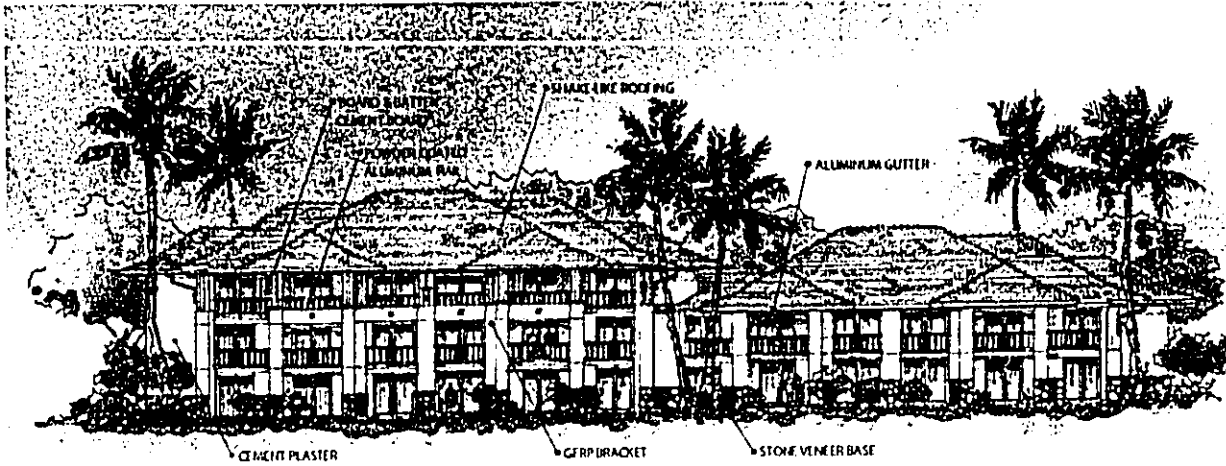 SHAKE-LIKE ROOFING
BOARD & BATTEN
CEMENT BOARD
POWDER COATED
ALUMINUM RAIL
ALUMINUM GUTTER
CEMENT PLASTER
GFRP BRACKET
STONE VENEER BASE